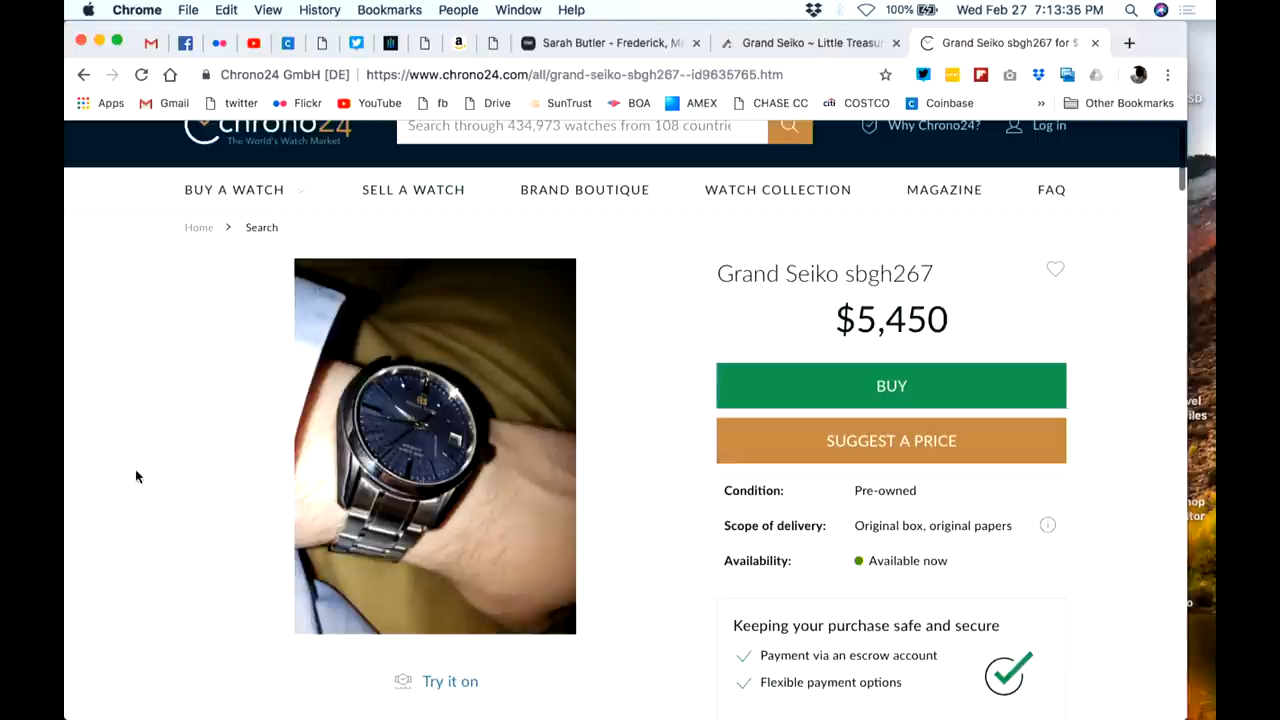 Chrome File Edit View History Bookmarks People Window Help 100% Wed Feb 27 7:13:35 PM
Sarah Butler - Frederick, M Grand Seiko ~ Little Treasur Grand Seiko sbgh267 for $
Chrono24 GmbH [DE] https://www.chrono24.com/all/grand-seiko-sbgh267--id9635765.htm
Apps Gmail twitter Flickr YouTube fb Drive SunTrust BOA AMEX CHASE CC citi COSTCO Coinbase » Other Bookmarks
chrono24 Search through 434,973 watches from 108 countrie Why Chrono24? Log in
The World's Watch Market
BUY A WATCH SELL A WATCH BRAND BOUTIQUE WATCH COLLECTION MAGAZINE FAQ
Home > Search
Grand Seiko sbgh267
$5,450
BUY
SUGGEST A PRICE
Condition: Pre-owned
Scope of delivery: Original box, original papers
Availability: Available now
Keeping your purchase safe and secure
Payment via an escrow account
Flexible payment options
Try it on